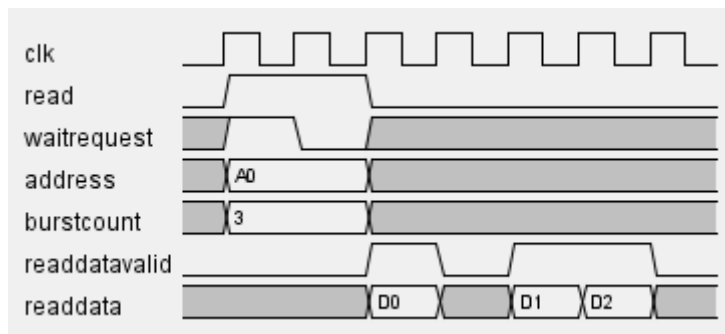 clk
read
waitrequest
address A0
burstcount 3
readdatavalid
readdata D0 D1 D2